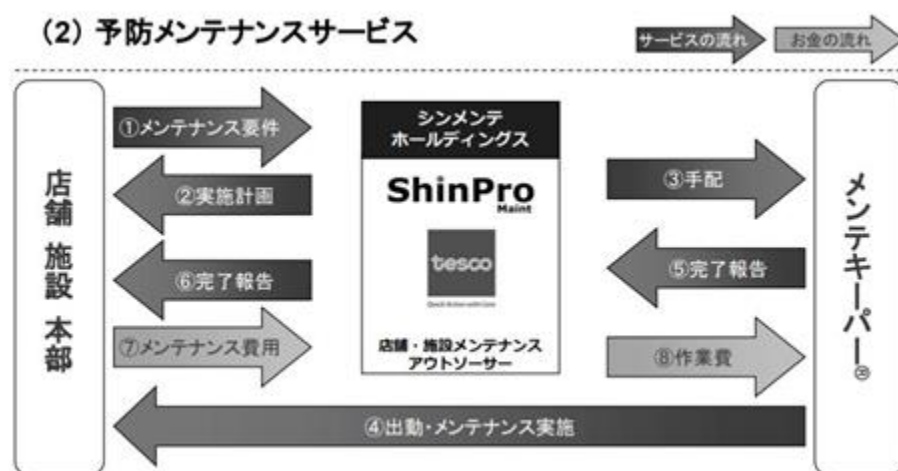 (2) 予防メンテナンスサービス
サービスの流れ
お金の流れ
店舗 施設 本部
①メンテナンス要件
②実施計画
⑥完了報告
⑦メンテナンス費用
シンメンテ
ホールディングス
ShinPro
Maint
tesco
Quick Action with Care
店舗・施設メンテナンス
アウトソーサー
③手配
⑤完了報告
⑧作業費
④出動・メンテナンス実施
メンテキーパー®